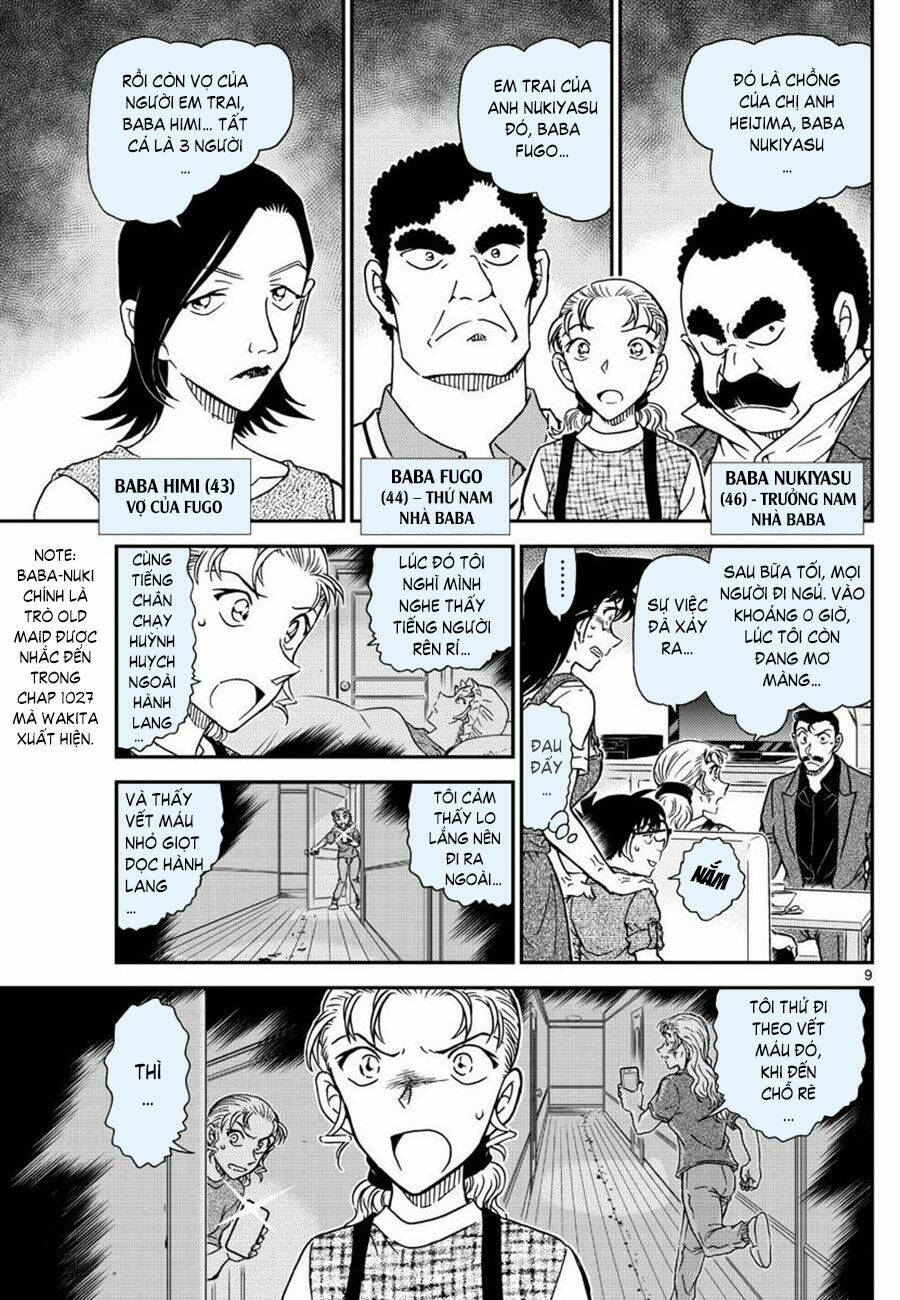 ĐÓ LÀ CHỒNG
CỦA CHỊ ANH
HEIJIMA, BABA
NUKIYASU
...
EM TRAI CỦA
ANH NUKIYASU
ĐÓ, BABA
FUGO...
RỒI CÒN VỢ CỦA
NGƯỜI EM TRAI,
BABA HIMI... TẤT
CẢ LÀ 3 NGƯỜI
...
BABA NUKIYASU
(46) - TRƯỞNG NAM
NHÀ BABA
BABA FUGO
(44) – THỨ NAM
NHÀ BABA
BABA HIMI (43)
VỢ CỦA FUGO
SAU BỮA TỐI, MỌI
NGƯỜI ĐI NGỦ. VÀO
KHOẢNG 0 GIỜ,
LÚC TÔI CÒN
ĐANG MƠ
MÀNG...
SỰ VIỆC
ĐÃ XẢY
RA...
......
ĐAU
ĐẤY
...
NẮM
LÚC ĐÓ TÔI
NGHĨ MÌNH
NGHE THẤY
TIẾNG NGƯỜI
RÊN RỈ...
CÙNG
TIẾNG
CHÂN
CHẠY
HUỲNH
HUỴCH
NGOÀI
HÀNH
LANG...
NOTE:
BABA-NUKI
CHÍNH LÀ
TRÒ OLD
MAID ĐƯỢC
NHẮC ĐẾN
TRONG
CHAP 1027
MÀ WAKITA
XUẤT HIỆN.
TÔI CẢM
THẤY LO
LẮNG NÊN
ĐI RA
NGOÀI...
VÀ THẤY
VẾT MÁU
NHỎ GIỌT
DỌC HÀNH
LANG
...
9
TÔI THỬ ĐI
THEO VẾT
MÁU ĐÓ,
KHI ĐẾN
CHỖ RẼ
...
THÌ
...